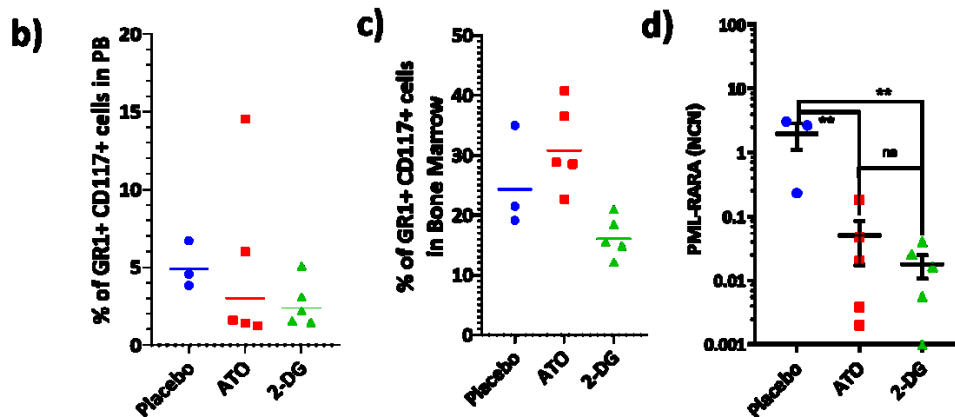 b)
% of GR1+ CD117+ cells in PB
20
15
10
5
0
Placebo
ATO
2-DG
c)
% of GR1+ CD117+ cells
in Bone Marrow
50
40
30
20
10
0
Placebo
ATO
2-DG
d)
PML-RARA (NCN)
10
1
0.1
0.01
0.001
**
**
ns
Placebo
ATO
2-DG